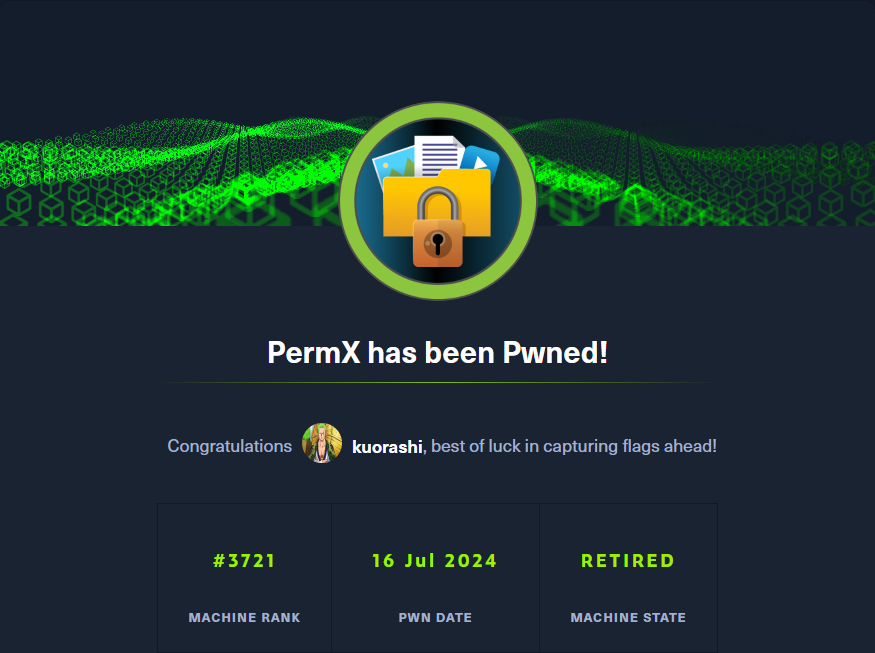 PermX has been Pwned!
Congratulations kuorashi, best of luck in capturing flags ahead!
#3721 16 Jul 2024 RETIRED
MACHINE RANK PWN DATE MACHINE STATE